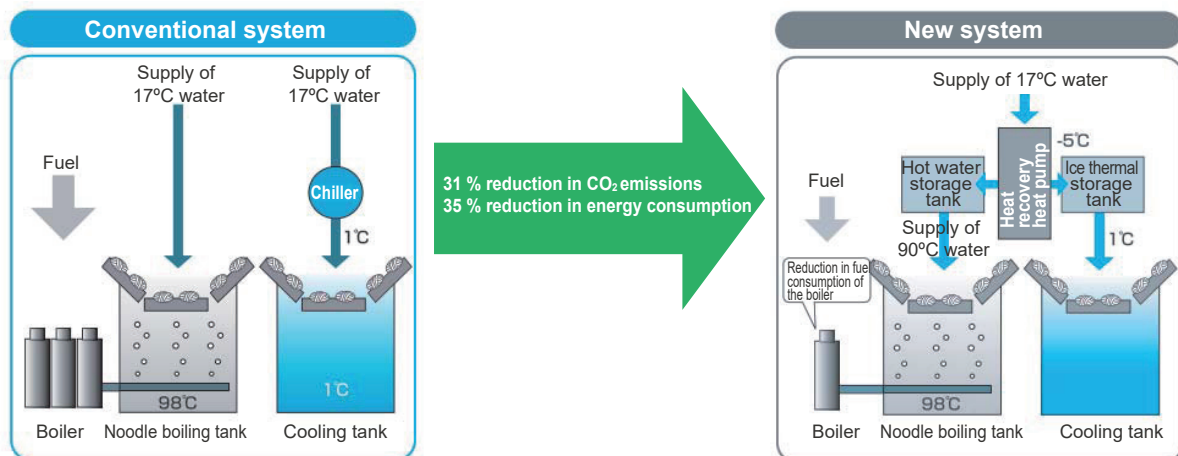 Conventional system
Supply of
17ºC water
Supply of
17ºC water
Fuel
Chiller
1℃
1℃
98℃
Boiler
Noodle boiling tank
Cooling tank
31 % reduction in CO₂ emissions
35 % reduction in energy consumption
New system
Supply of 17ºC water
-5℃
Heat
recovery
heat pump
Hot water
storage
tank
Ice thermal
storage
tank
Fuel
Supply of
90ºC water
1℃
Reduction in fue
consumption of
the boiler
98℃
Boiler
Noodle boiling tank
Cooling tank